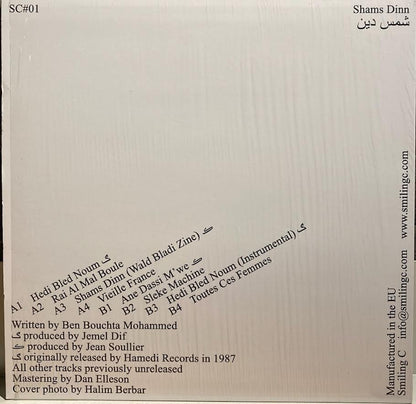 SC#01
Shams Dinn
شمس دين
A1 Hedi Bled Noum گ
A2 Rai Al Mal Boule
A3 Shams Dinn (Wald Bladi Zine) ڪ
A4 Vieille France
B1 Ane Dassi M' we ڪ
B2 Sleke Machine
B3 Hedi Bled Noum (Instrumental) گ
B4 Toutes Ces Femmes
Written by Ben Bouchta Mohammed
گ produced by Jemel Dif
ڪ produced by Jean Soullier
گ originally released by Hamedi Records in 1987
All other tracks previously unreleased
Mastering by Dan Elleson
Cover photo by Halim Berbar
Manufactured in the EU
Smiling C info@smilingc.com www.smilingc.com